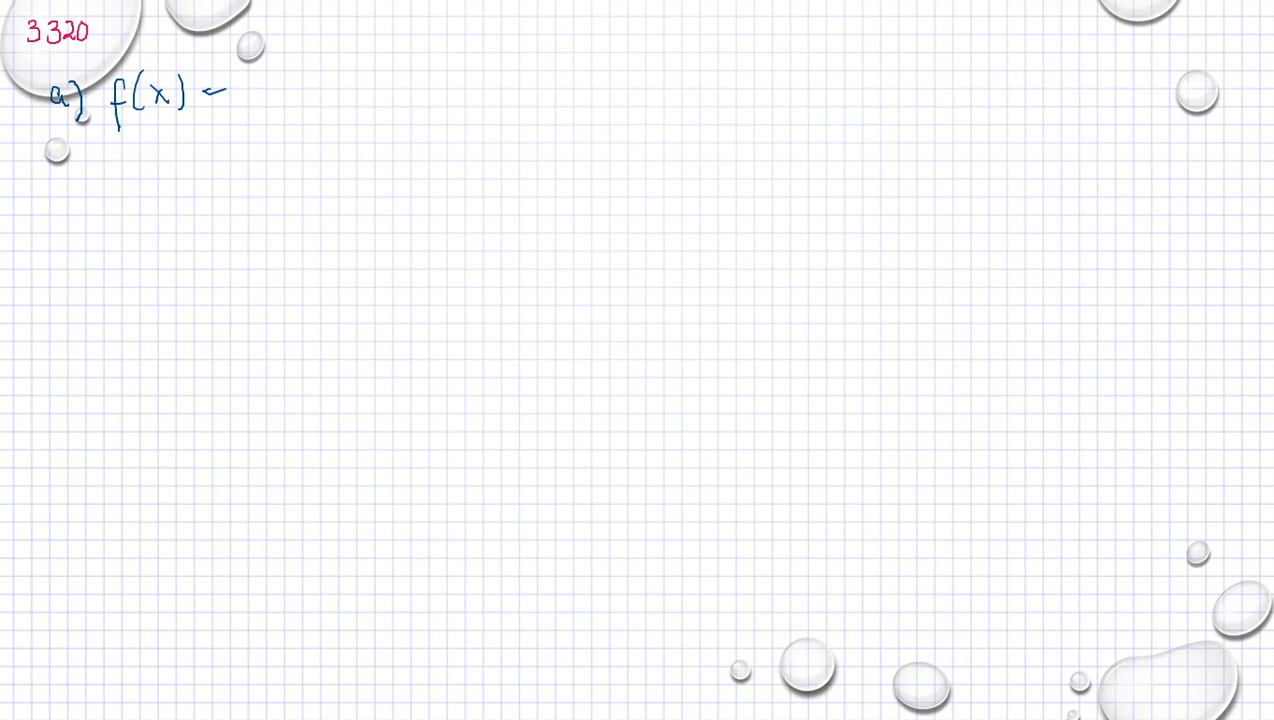 3320
a) f(x) =